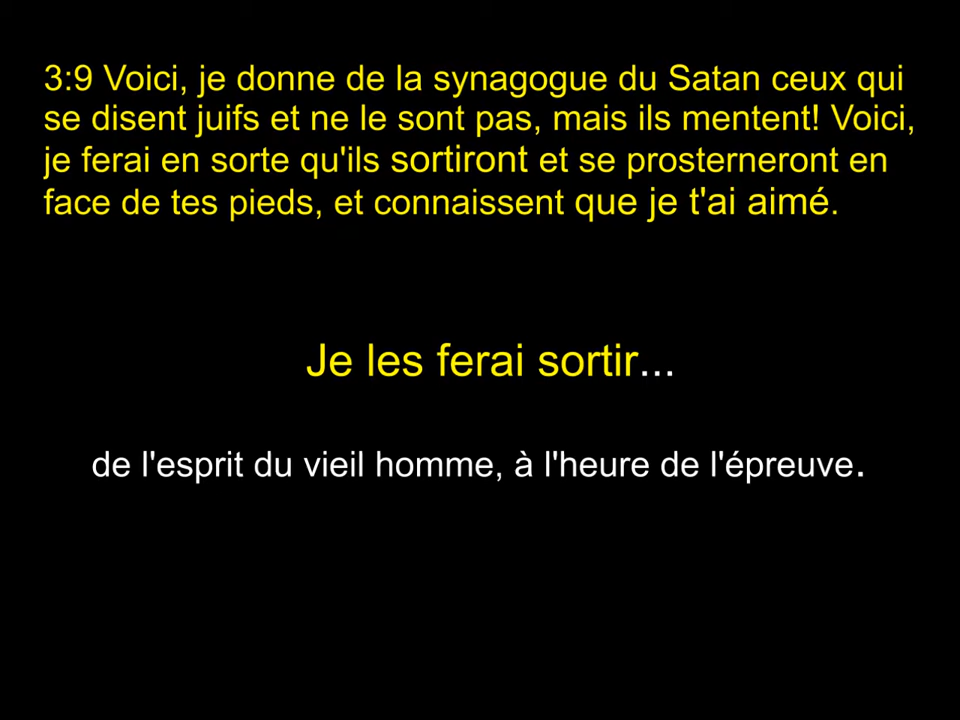 3:9 Voici, je donne de la synagogue du Satan ceux qui
se disent juifs et ne le sont pas, mais ils mentent! Voici,
je ferai en sorte qu'ils sortiront et se prosterneront en
face de tes pieds, et connaissent que je t'ai aimé.
Je les ferai sortir...
de l'esprit du vieil homme, à l'heure de l'épreuve.